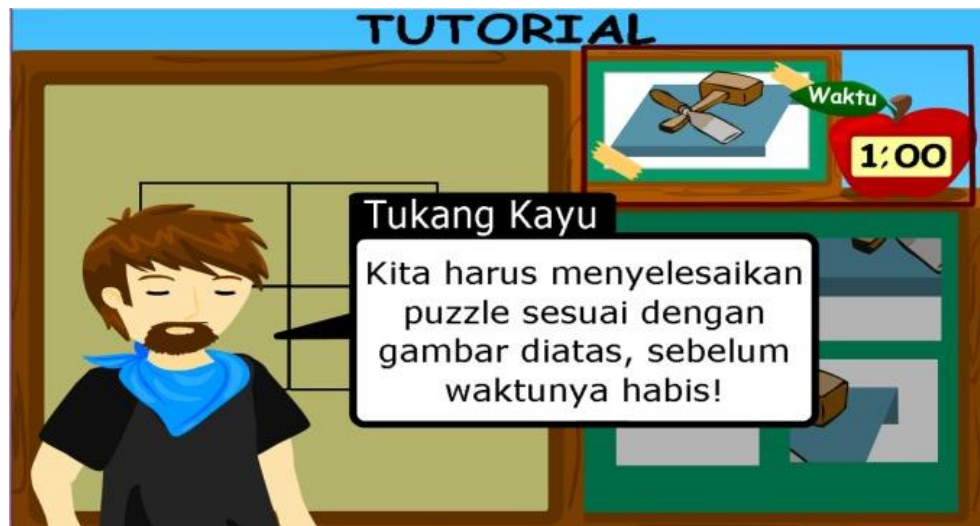 TUTORIAL
Waktu
1;00
Tukang Kayu
Kita harus menyelesaikan
puzzle sesuai dengan
gambar diatas, sebelum
waktunya habis!